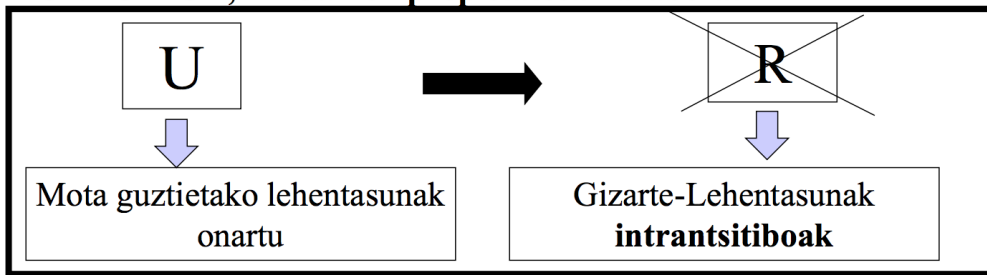 U
R
Mota guztietako lehentasunak
onartu
Gizarte-Lehentasunak
intrantsitiboak